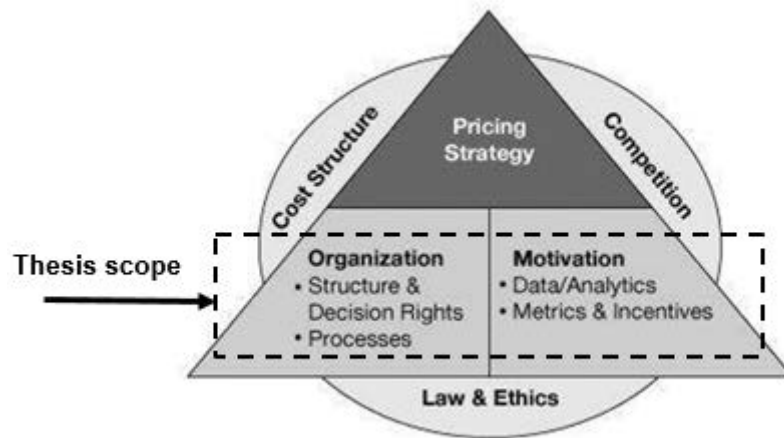 Pricing
Strategy
Cost Structure
Competition
Thesis scope
Organization
• Structure &
Decision Rights
• Processes
Motivation
• Data/Analytics
• Metrics & Incentives
Law & Ethics